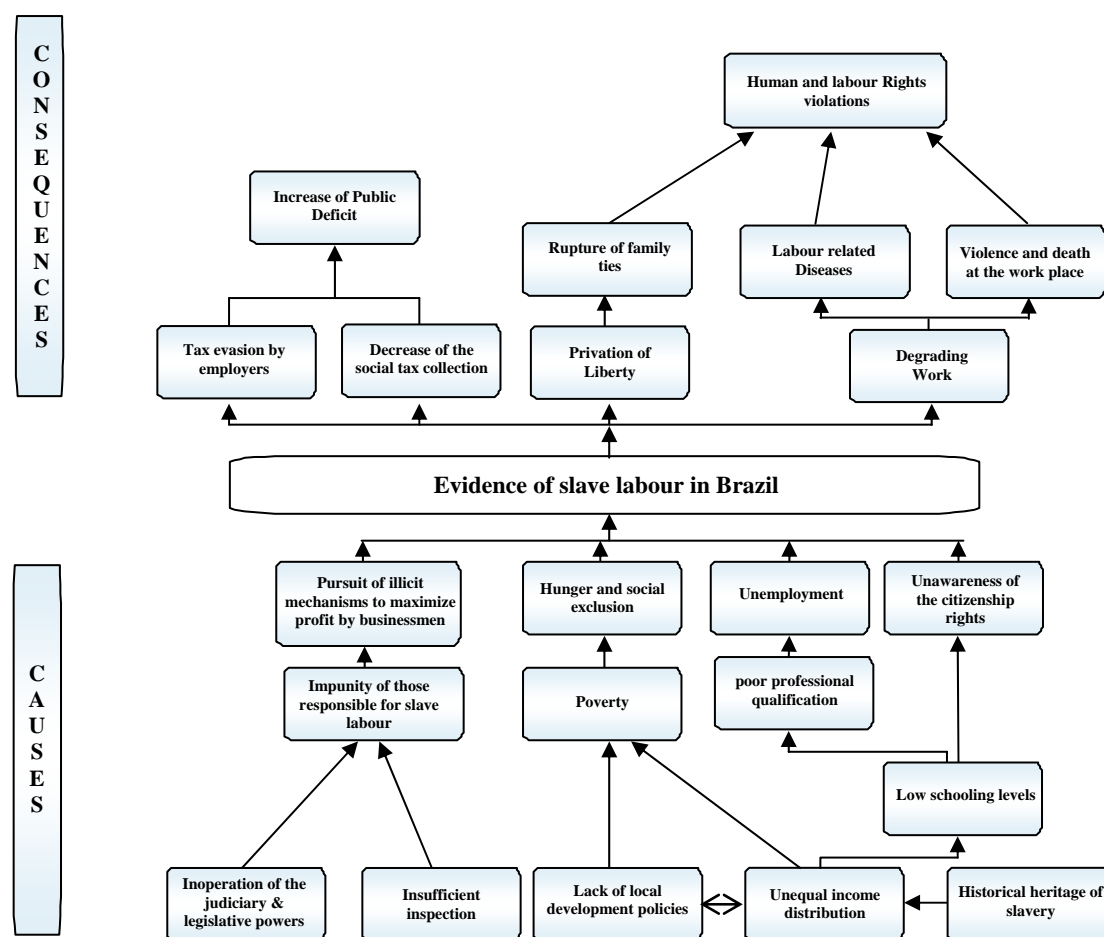 CONSEQUENCES
Human and labour Rights
violations
Increase of Public
Deficit
Rupture of family
ties
Labour related
Diseases
Violence and death
at the work place
Tax evasion by
employers
Decrease of the
social tax collection
Privation of
Liberty
Degrading
Work
Evidence of slave labour in Brazil
CAUSES
Pursuit of illicit
mechanisms to maximize
profit by businessmen
Hunger and social
exclusion
Unemployment
Unawareness of
the citizenship
rights
Impunity of those
responsible for slave
labour
Poverty
poor professional
qualification
Low schooling levels
Inoperation of the
judiciary &
legislative powers
Insufficient
inspection
Lack of local
development policies
Unequal income
distribution
Historical heritage of
slavery